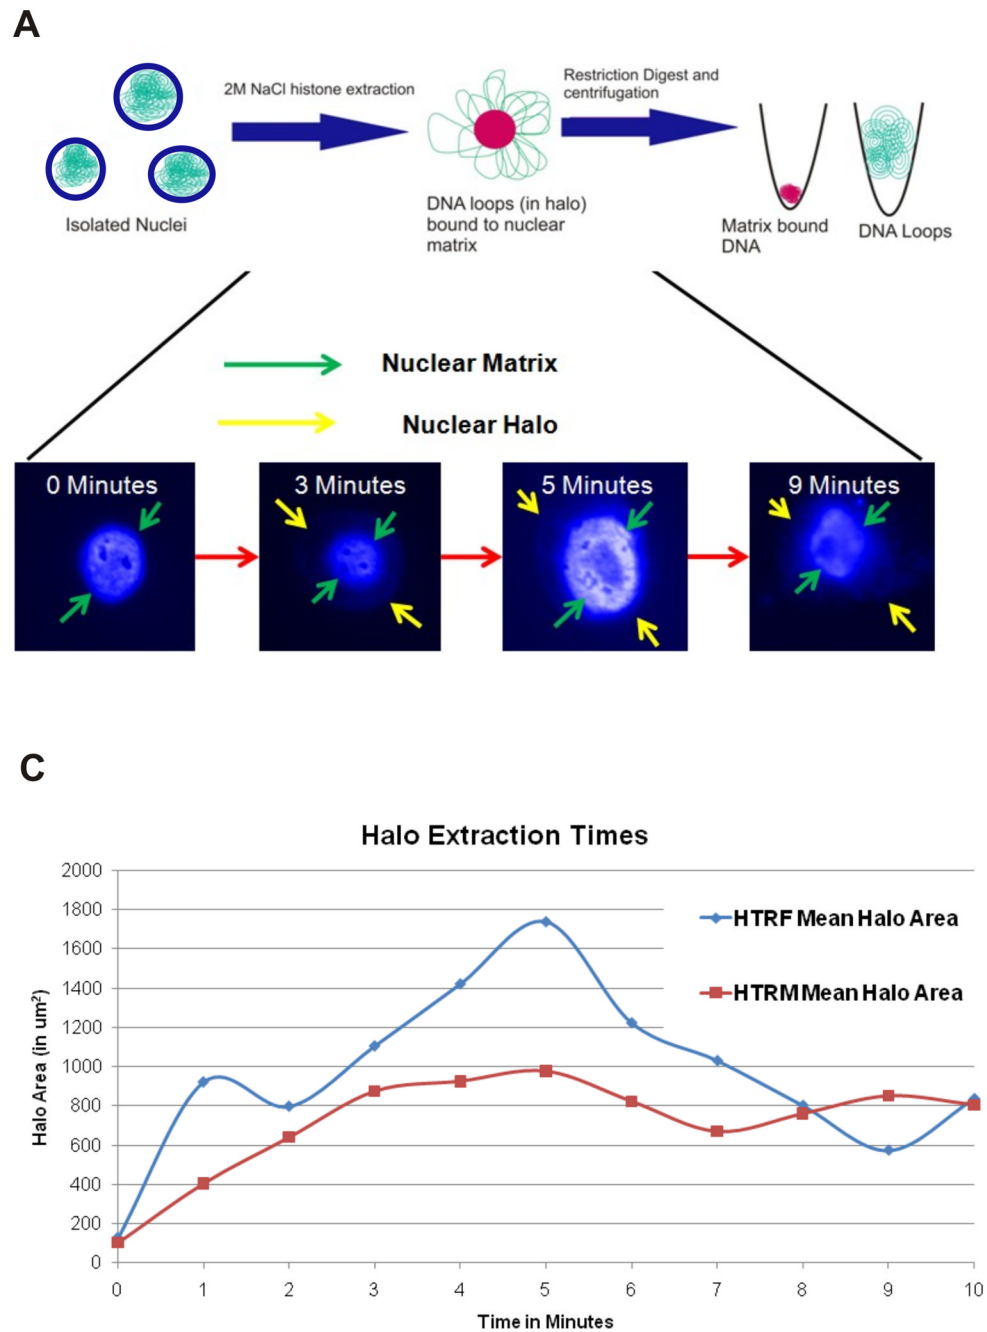 A
2M NaCl histone extraction
Restriction Digest and
centrifugation
Isolated Nuclei
DNA loops (in halo)
bound to nuclear
matrix
Matrix bound
DNA
DNA Loops
Nuclear Matrix
Nuclear Halo
0 Minutes
3 Minutes
5 Minutes
9 Minutes
C
Halo Extraction Times
Halo Area (in um²)
2000
1800
1600
1400
1200
1000
800
600
400
200
0
HTRF Mean Halo Area
HTRM Mean Halo Area
0 1 2 3 4 5 6 7 8 9 10
Time in Minutes